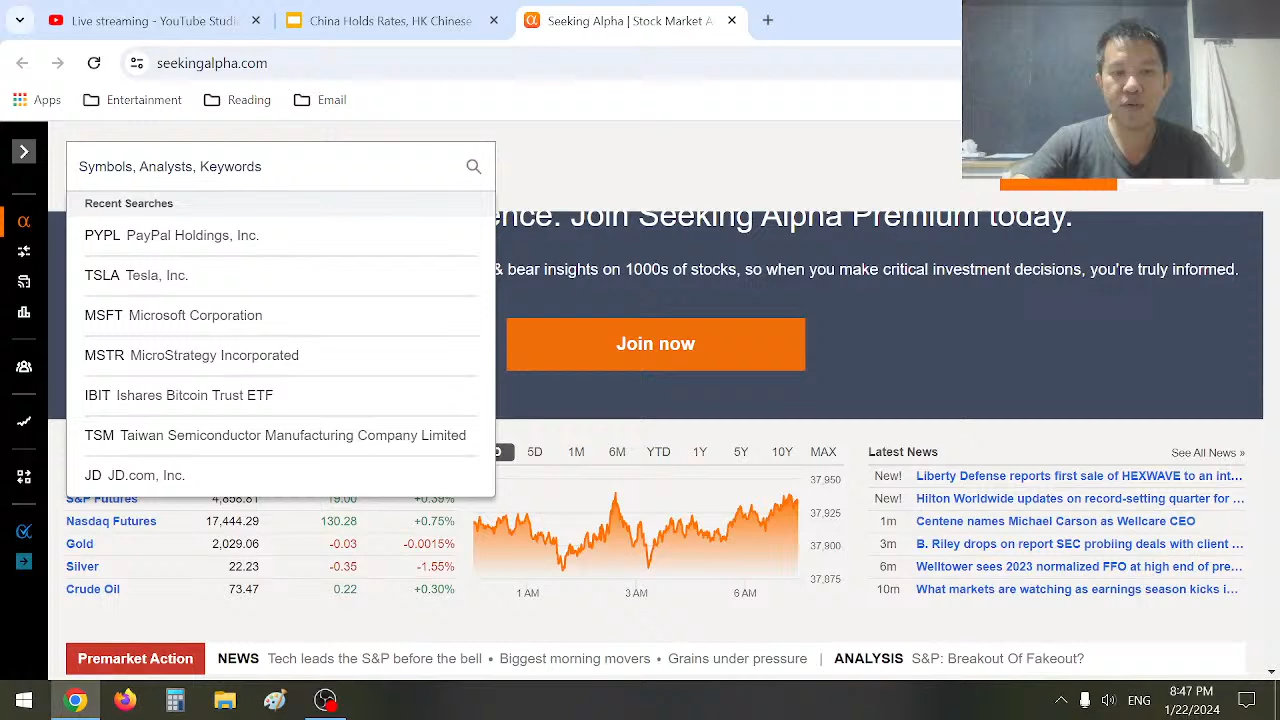 Live streaming - YouTube Studi
China Holds Rates, HK Chinese
Seeking Alpha | Stock Market A
seekingalpha.com
Apps
Entertainment
Reading
Email
Symbols, Analysts, Keywords
Recent Searches
PYPL PayPal Holdings, Inc.
TSLA Tesla, Inc.
MSFT Microsoft Corporation
MSTR MicroStrategy Incorporated
IBIT Ishares Bitcoin Trust ETF
TSM Taiwan Semiconductor Manufacturing Company Limited
JD JD.com, Inc.
ence. Join Seeking Alpha Premium today.
& bear insights on 1000s of stocks, so when you make critical investment decisions, you're truly informed.
Join now
5D 1M 6M YTD 1Y 5Y 10Y MAX
S&P Futures 4,888.81 19.00 +0.39%
Nasdaq Futures 17,444.29 130.28 +0.75%
Gold 2,029.06 -0.03 -0.0015%
Silver 22.23 -0.35 -1.55%
Crude Oil 73.47 0.22 +0.30%
37,950
37,925
37,900
37,875
1 AM 3 AM 6 AM
Latest News See All News »
New! Liberty Defense reports first sale of HEXWAVE to an int...
New! Hilton Worldwide updates on record-setting quarter for ...
1m Centene names Michael Carson as Wellcare CEO
3m B. Riley drops on report SEC probiing deals with client ...
6m Welltower sees 2023 normalized FFO at high end of pre...
10m What markets are watching as earnings season kicks i...
Premarket Action NEWS Tech leads the S&P before the bell • Biggest morning movers • Grains under pressure | ANALYSIS S&P: Breakout Of Fakeout?
ENG
8:47 PM
1/22/2024